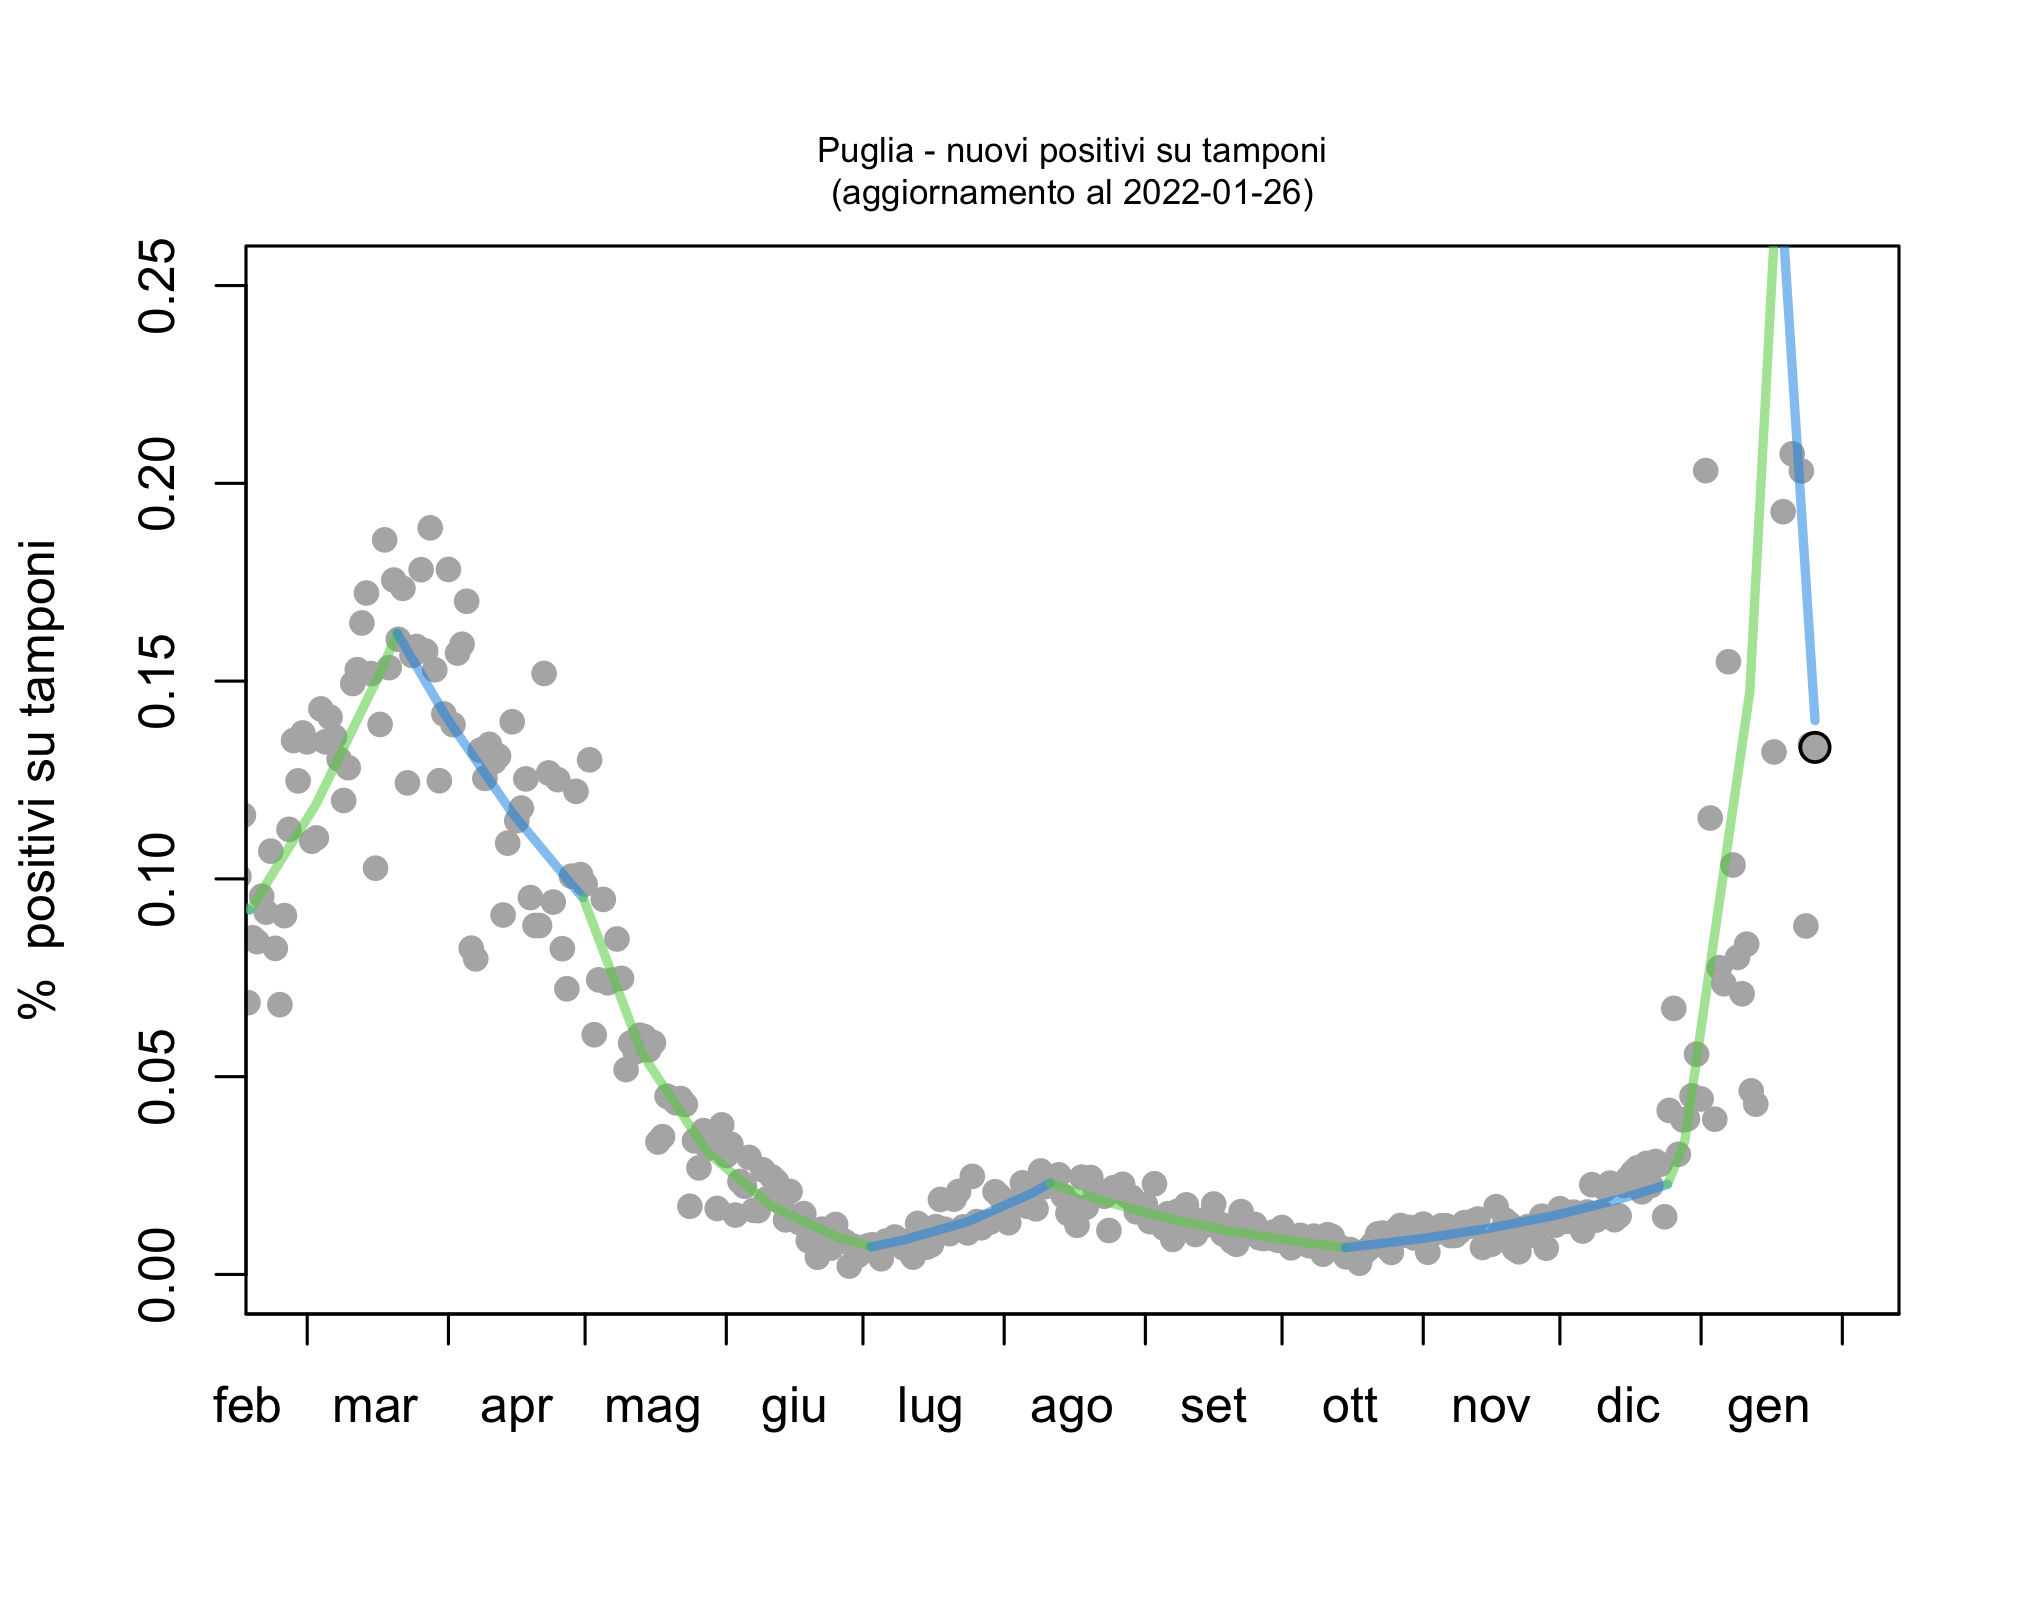 Puglia - nuovi positivi su tamponi
(aggiornamento al 2022-01-26)
% positivi su tamponi
0.25
0.20
0.15
0.10
0.05
0.00
feb mar apr mag giu lug ago set ott nov dic gen